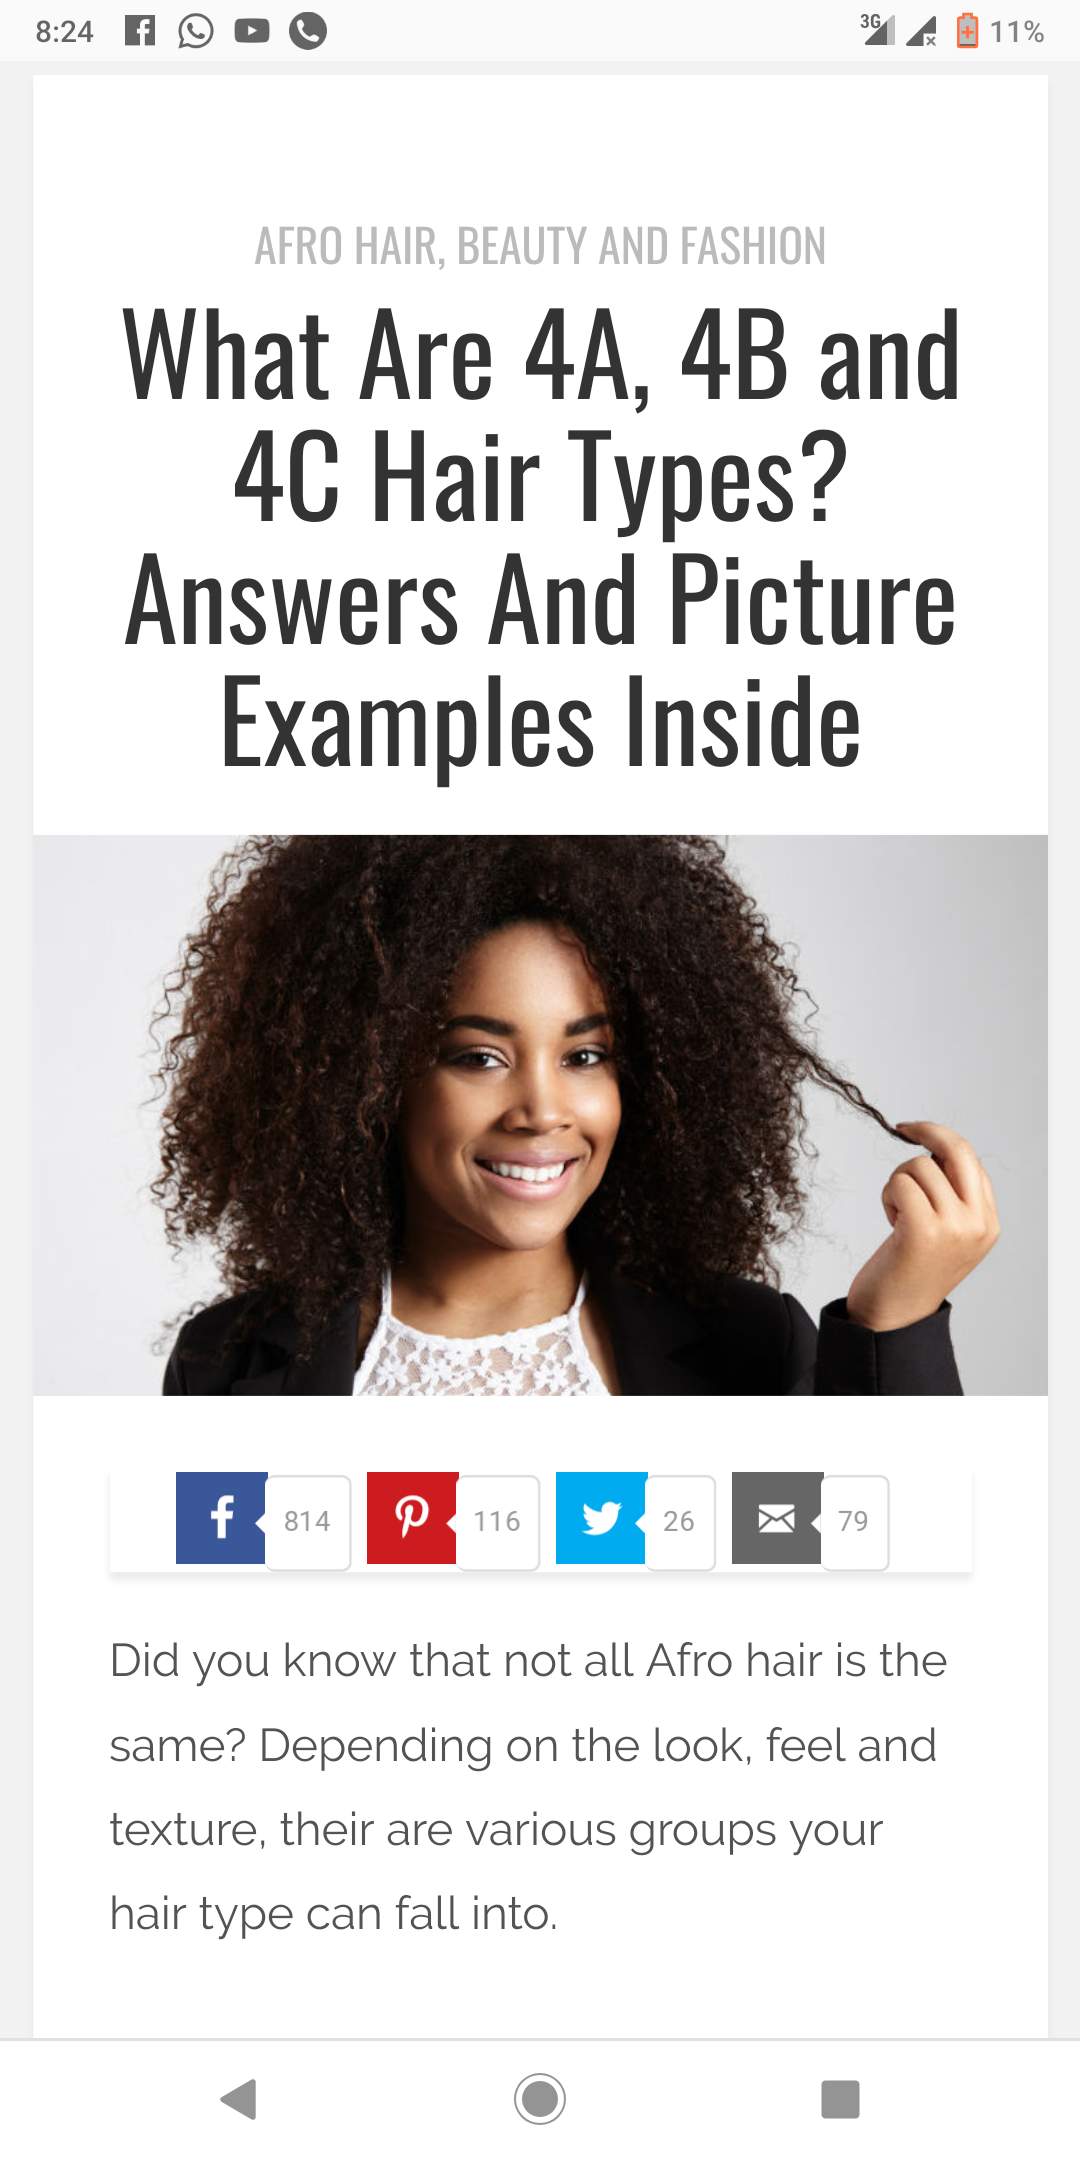 8:24
3G
11%
AFRO HAIR, BEAUTY AND FASHION
What Are 4A, 4B and
4C Hair Types?
Answers And Picture
Examples Inside
814
116
26
79
Did you know that not all Afro hair is the
same? Depending on the look, feel and
texture, their are various groups your
hair type can fall into.